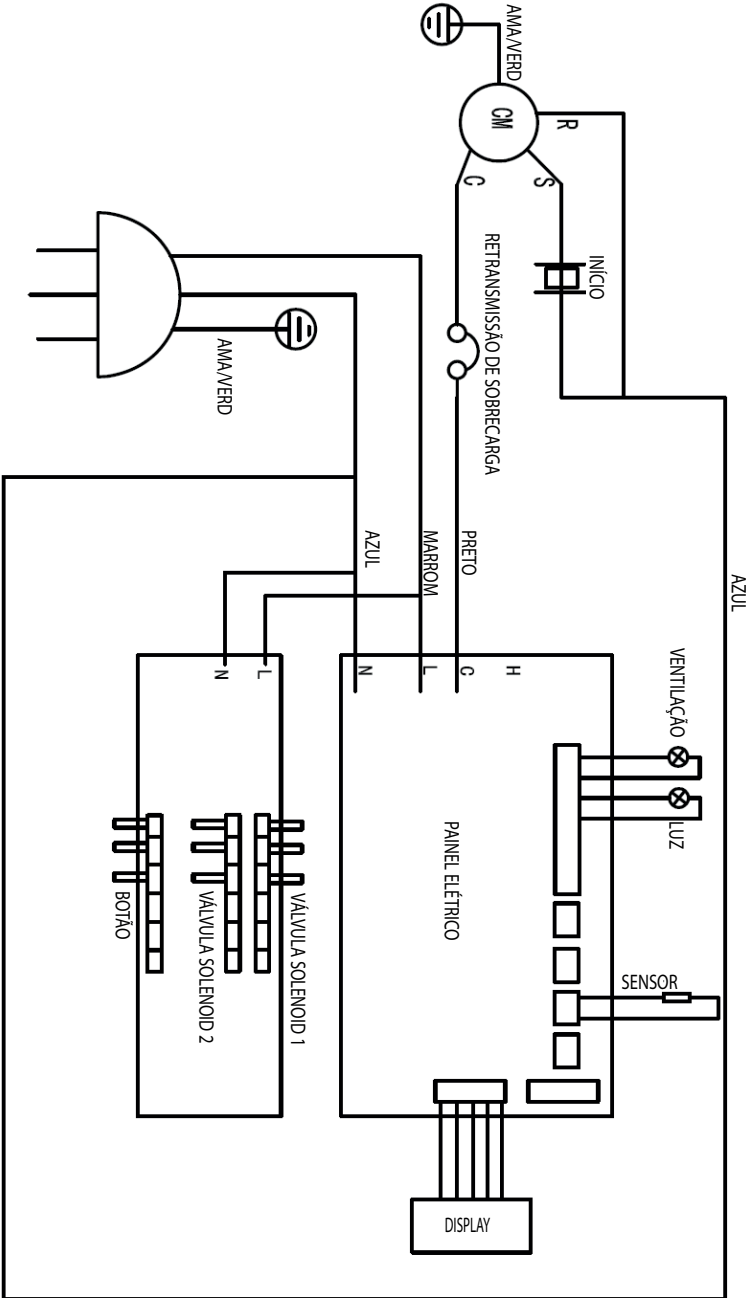 AZUL
VENTILAÇÃO
LUZ
INÍCIO
SENSOR
R
S
AMA/VERD
CM
H
RETRANSMISSÃO DE SOBRECARGA
C
PRETO
C
PAINEL ELÉTRICO
DISPLAY
MARROM
L
AZUL
N
VÁLVULA SOLENOID 1
L
AMA/VERD
N
VÁLVULA SOLENOID 2
BOTÃO